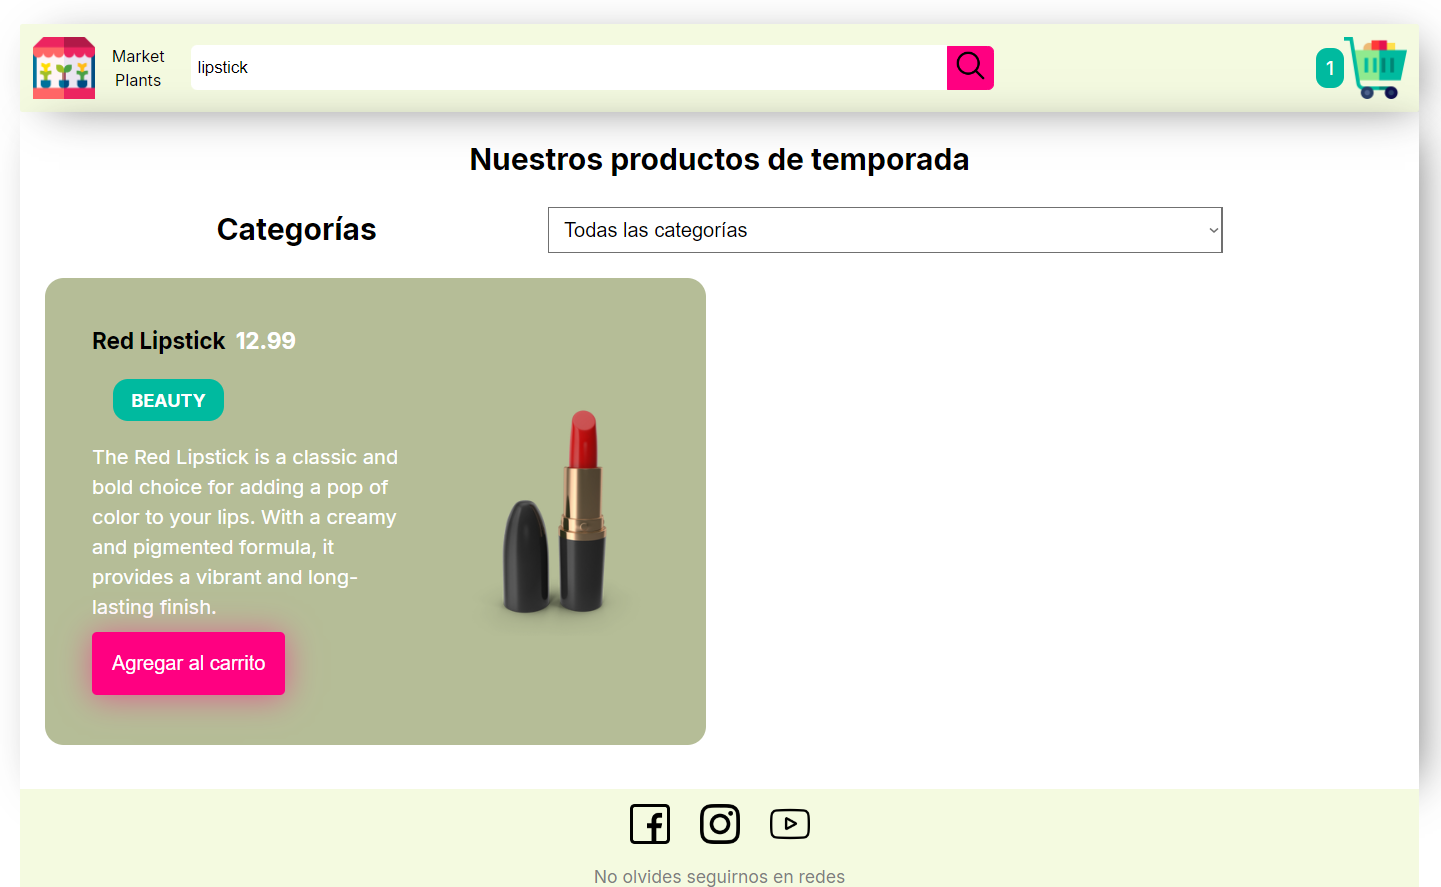 Market
Plants
lipstick
1
Nuestros productos de temporada
Categorías
Todas las categorías
Red Lipstick 12.99
BEAUTY
The Red Lipstick is a classic and
bold choice for adding a pop of
color to your lips. With a creamy
and pigmented formula, it
provides a vibrant and long-
lasting finish.
Agregar al carrito
No olvides seguirnos en redes